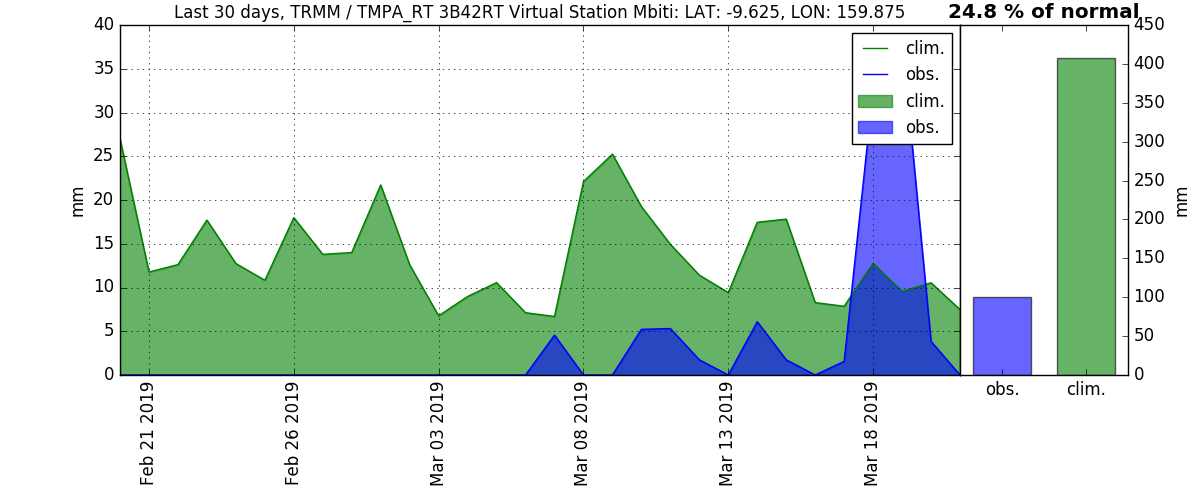 Last 30 days, TRMM / TMPA_RT 3B42RT Virtual Station Mbiti: LAT: -9.625, LON: 159.875
24.8 % of normal
mm
40
35
30
25
20
15
10
5
0
clim.
obs.
clim.
obs.
Feb 21 2019
Feb 26 2019
Mar 03 2019
Mar 08 2019
Mar 13 2019
Mar 18 2019
obs.
clim.
450
400
350
300
250
200
150
100
50
0
mm